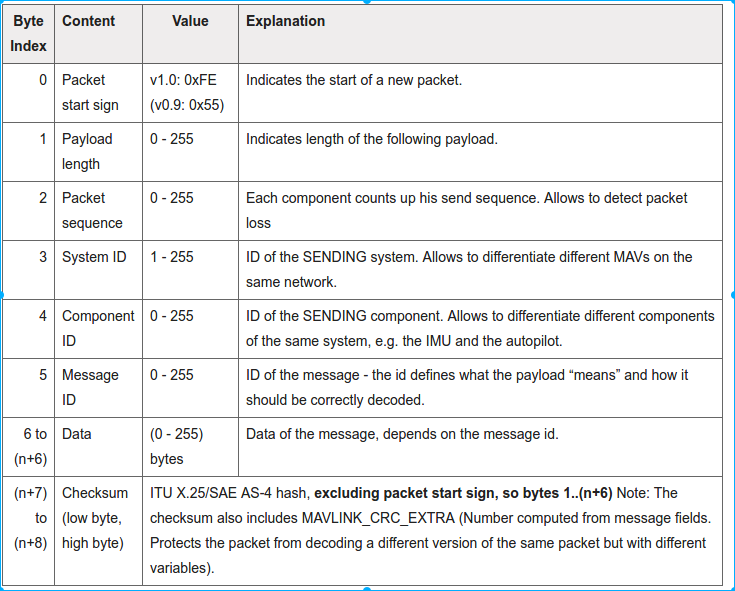 Byte Content Value Explanation
Index
0 Packet v1.0: 0xFE Indicates the start of a new packet.
start sign (v0.9: 0x55)
1 Payload 0 - 255 Indicates length of the following payload.
length
2 Packet 0 - 255 Each component counts up his send sequence. Allows to detect packet
sequence loss
3 System ID 1 - 255 ID of the SENDING system. Allows to differentiate different MAVs on the
same network.
4 Component 0 - 255 ID of the SENDING component. Allows to differentiate different components
ID of the same system, e.g. the IMU and the autopilot.
5 Message 0 - 255 ID of the message - the id defines what the payload “means” and how it
ID should be correctly decoded.
6 to Data (0 - 255) Data of the message, depends on the message id.
(n+6) bytes
(n+7) Checksum ITU X.25/SAE AS-4 hash, excluding packet start sign, so bytes 1..(n+6) Note: The
to (low byte, checksum also includes MAVLINK_CRC_EXTRA (Number computed from message fields.
(n+8) high byte) Protects the packet from decoding a different version of the same packet but with different
variables).